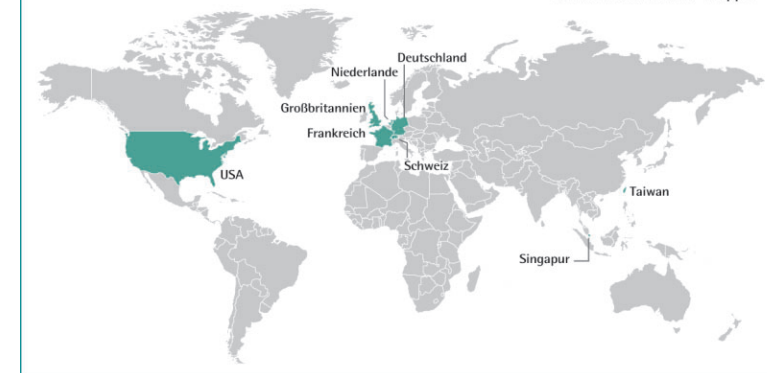 Deutschland
Niederlande
Großbritannien
Frankreich
Schweiz
USA
Taiwan
Singapur